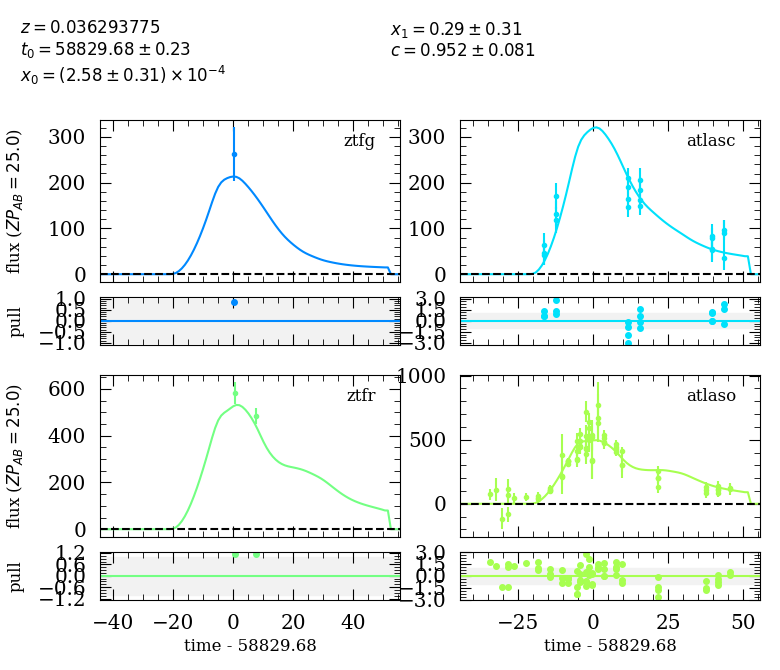 z = 0.036293775
t₀ = 58829.68 ± 0.23
x₀ = (2.58 ± 0.31) × 10⁻⁴
x₁ = 0.29 ± 0.31
c = 0.952 ± 0.081
flux (ZP_AB = 25.0)
300
200
100
0
ztfg
300
200
100
0
atlasc
pull
1.0
0.5
0.0
−0.5
−1.0
3.0
1.5
0.0
−1.5
−3.0
flux (ZP_AB = 25.0)
600
400
200
0
ztfr
1000
500
0
atlaso
pull
1.2
0.6
0.0
−0.6
−1.2
3.0
1.5
0.0
−1.5
−3.0
−40 −20 0 20 40
−25 0 25 50
time - 58829.68
time - 58829.68